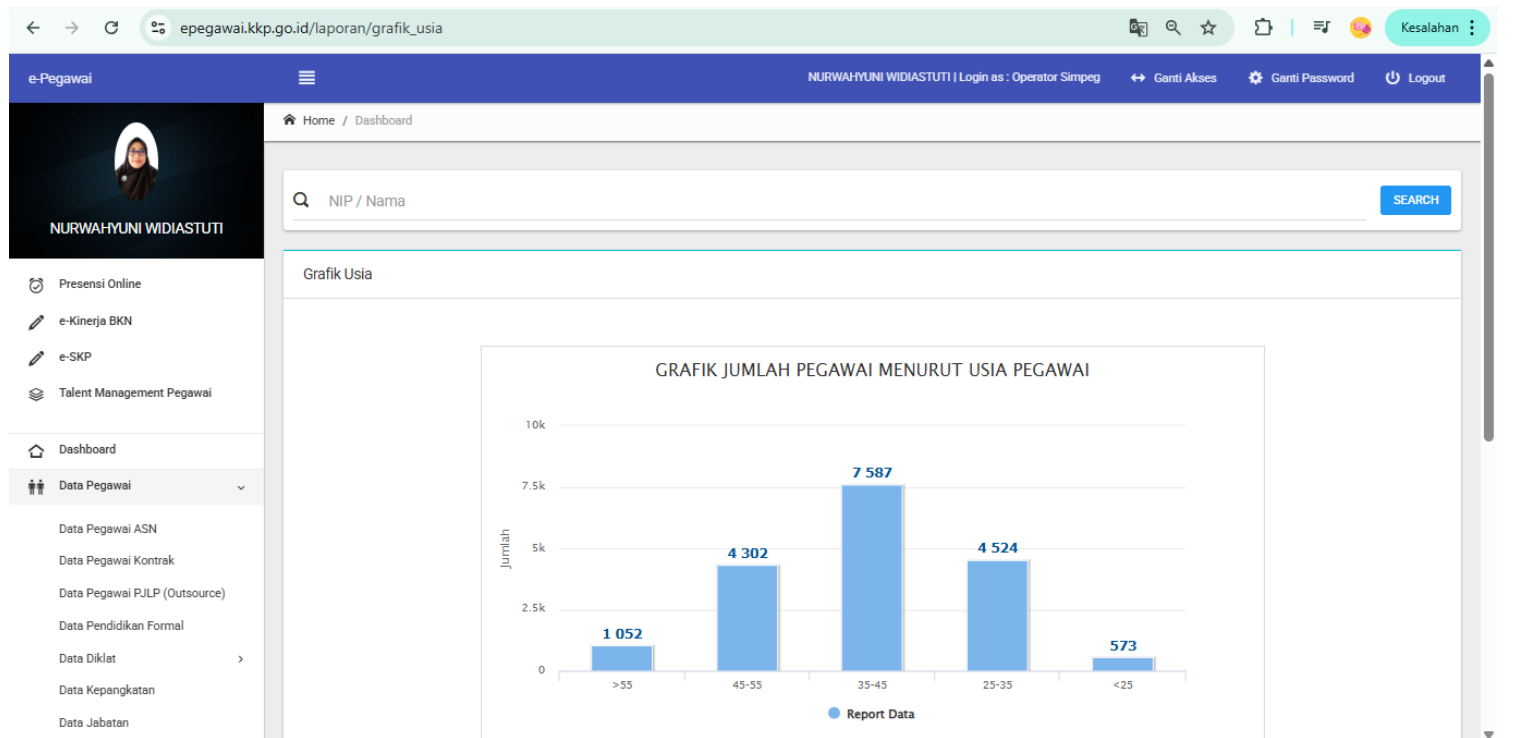 epegawai.kkp.go.id/laporan/grafik_usia
Kesalahan
e-Pegawai
NURWAHYUNI WIDIASTUTI | Login as : Operator Simpeg
Ganti Akses
Ganti Password
Logout
Home / Dashboard
NURWAHYUNI WIDIASTUTI
Presensi Online
e-Kinerja BKN
e-SKP
Talent Management Pegawai
Dashboard
Data Pegawai
Data Pegawai ASN
Data Pegawai Kontrak
Data Pegawai PJLP (Outsource)
Data Pendidikan Formal
Data Diklat
Data Kepangkatan
Data Jabatan
NIP / Nama
SEARCH
Grafik Usia
GRAFIK JUMLAH PEGAWAI MENURUT USIA PEGAWAI
Jumlah
10k
7.5k
5k
2.5k
0
1 052
4 302
7 587
4 524
573
>55
45-55
35-45
25-35
<25
Report Data